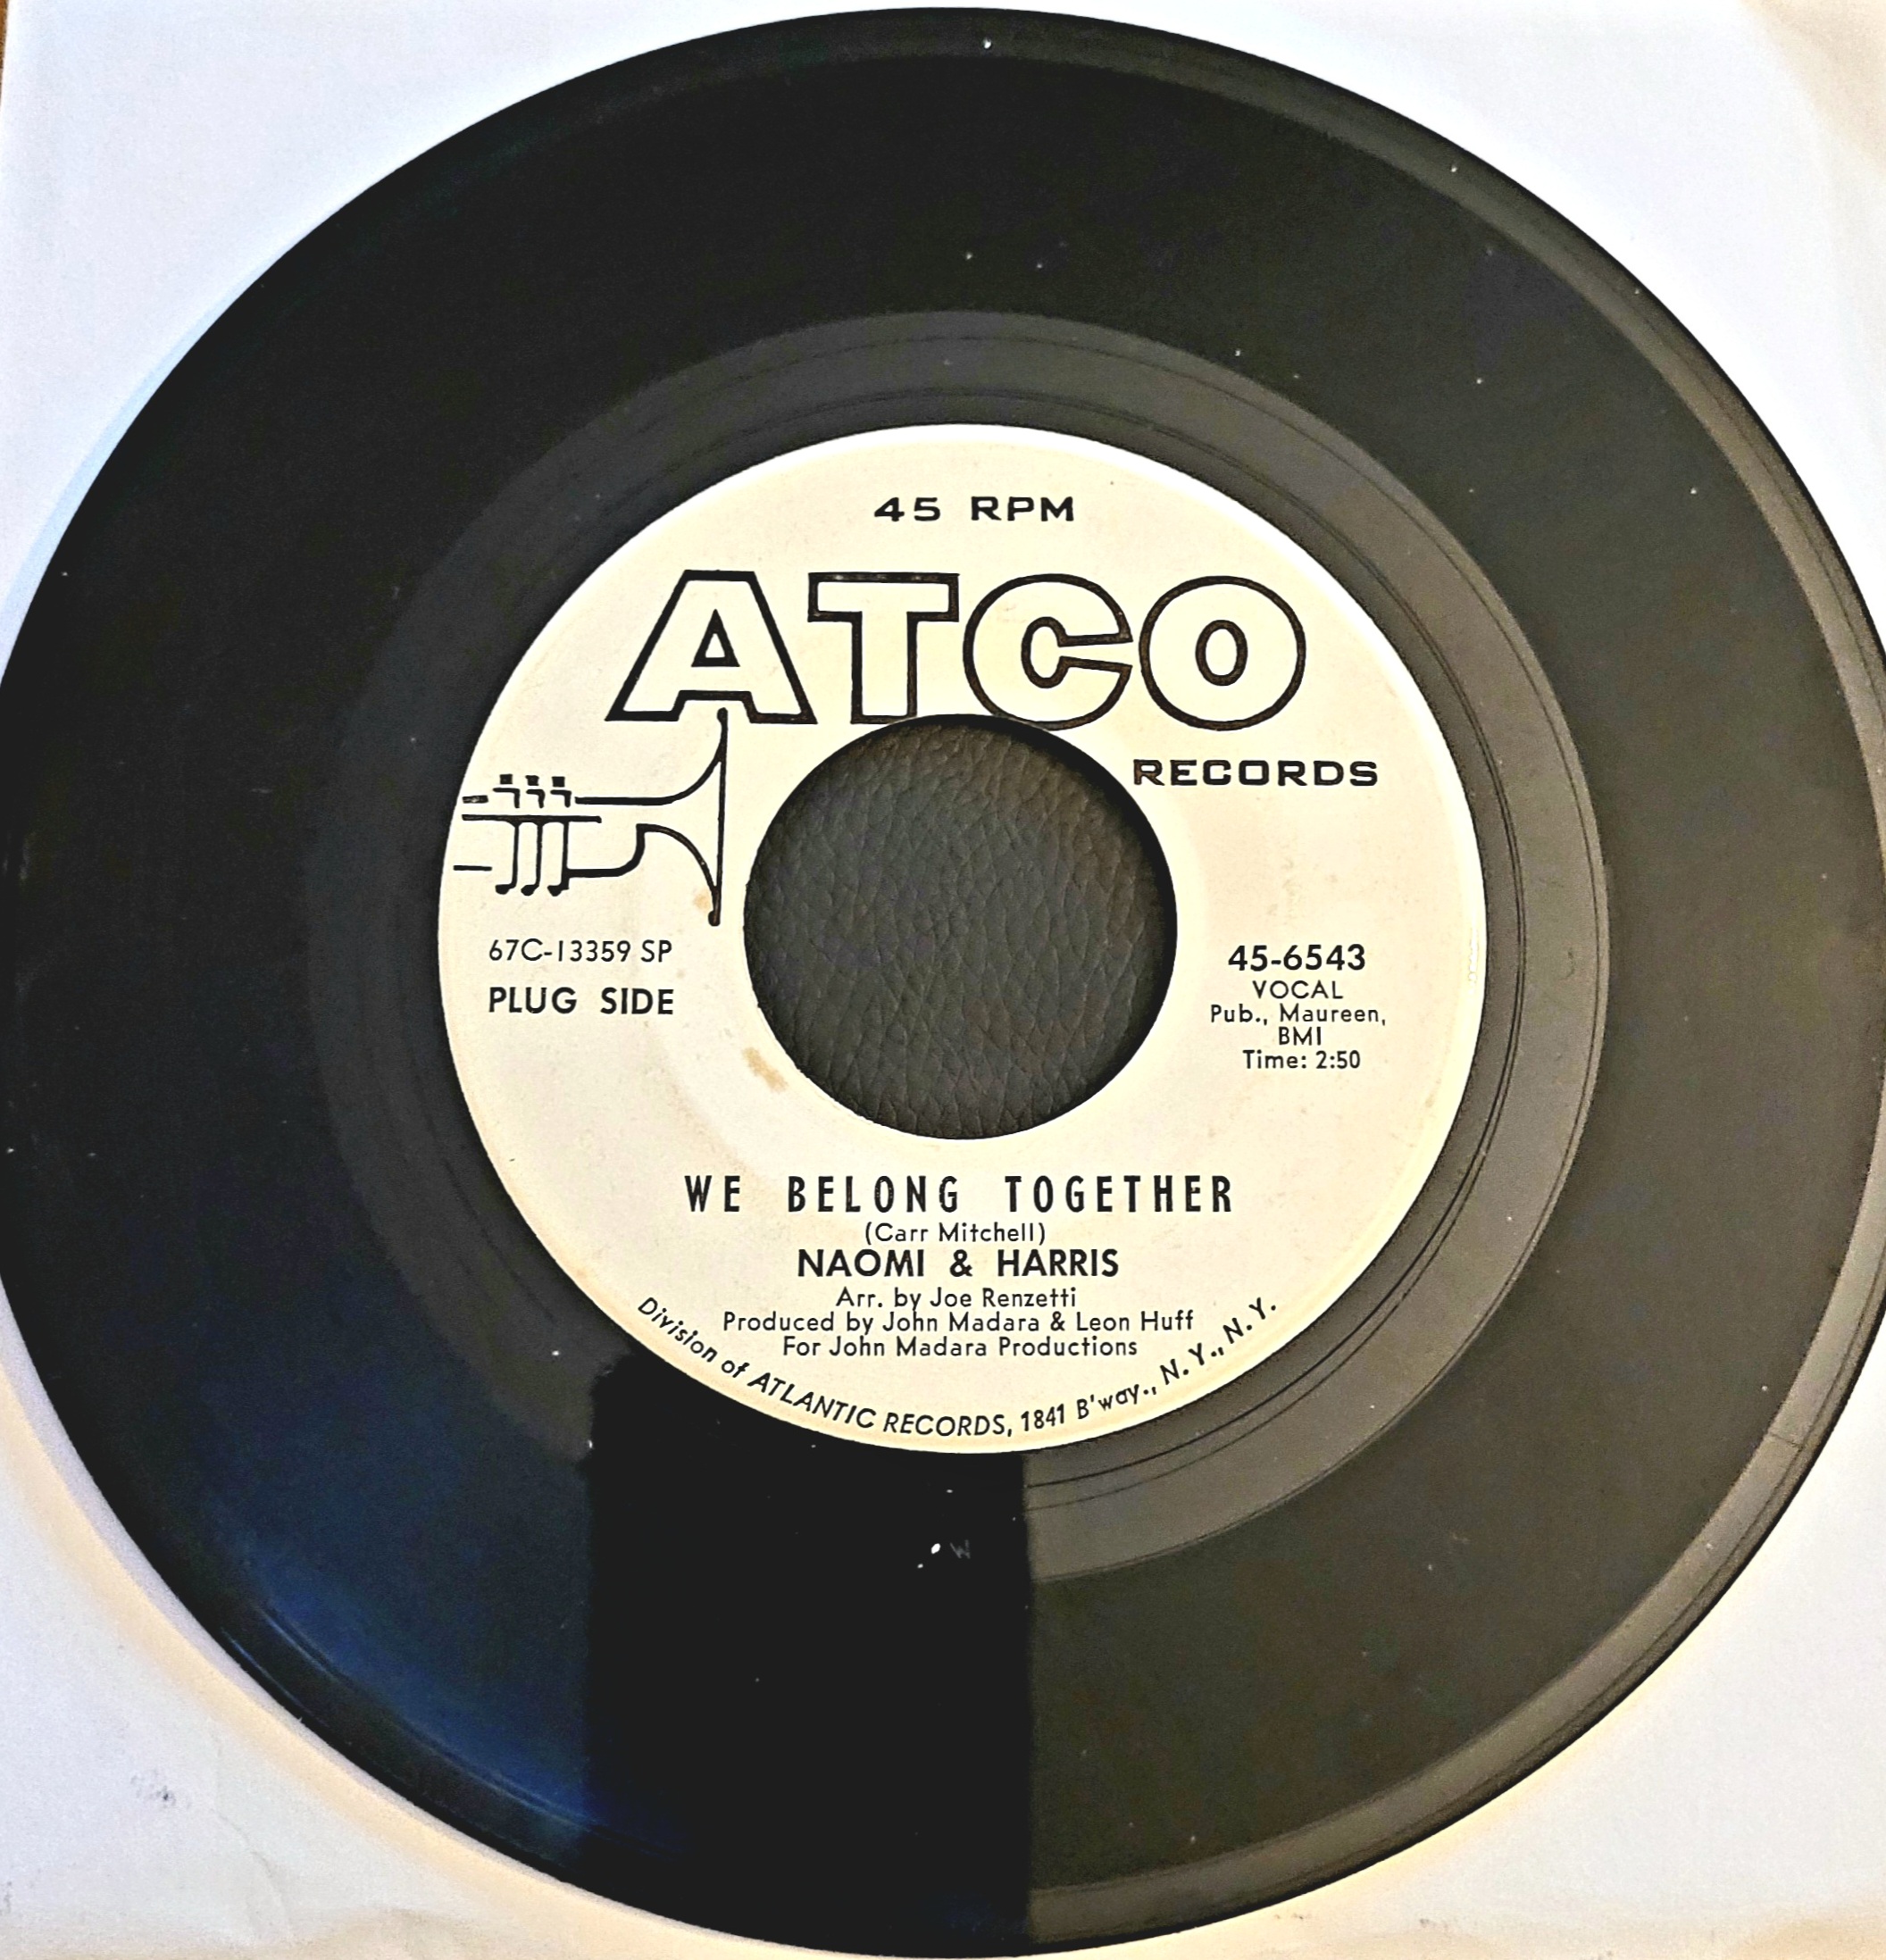 45 RPM
ATCO
RECORDS
67C-13359 SP
PLUG SIDE
45-6543
VOCAL
Pub., Maureen,
BMI
Time: 2:50
WE BELONG TOGETHER
(Carr Mitchell)
NAOMI & HARRIS
Arr. by Joe Renzetti
Produced by John Madara & Leon Huff
For John Madara Productions
Division of ATLANTIC RECORDS, 1841 B'way., N.Y., N.Y.
W